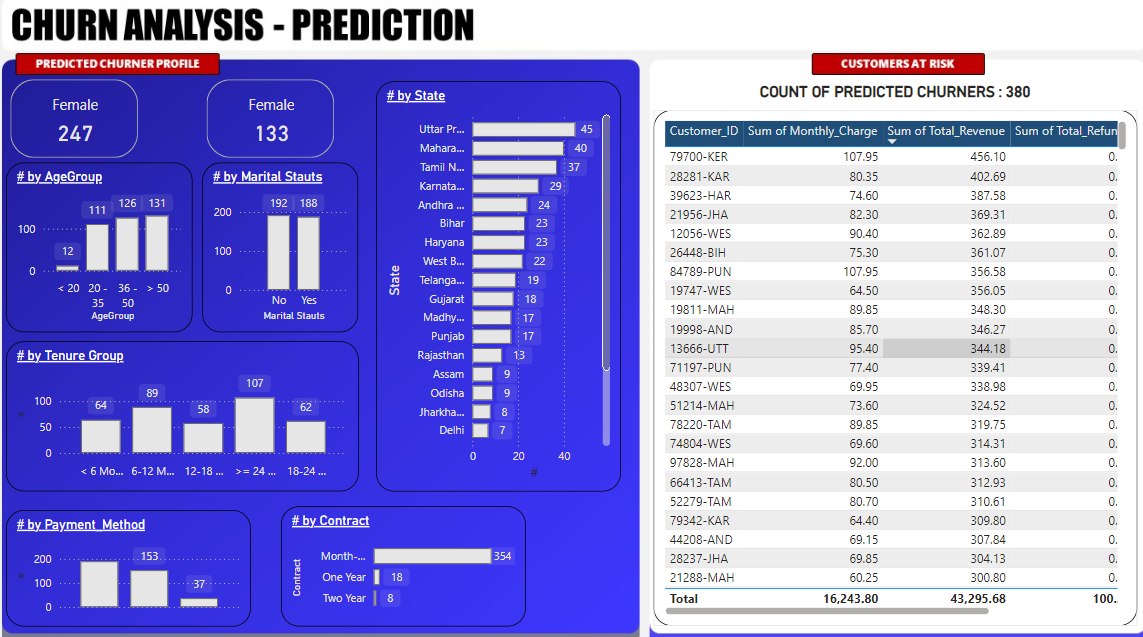 CHURN ANALYSIS - PREDICTION
PREDICTED CHURNER PROFILE
Female
247
Female
133
# by AgeGroup
100
0
12
111
126
131
< 20
20 -
35
36 -
50
> 50
AgeGroup
# by Marital Stauts
200
100
0
192
188
No
Yes
Marital Stauts
# by Tenure Group
#
100
50
0
64
89
58
107
62
< 6 Mo...
6-12 M...
12-18 ...
>= 24 ...
18-24 ...
# by Payment_Method
#
200
100
0
153
37
# by State
State
Uttar Pr... 45
Mahara... 40
Tamil N... 37
Karnata... 29
Andhra ... 24
Bihar 23
Haryana 23
West B... 22
Telanga... 19
Gujarat 18
Madhy... 17
Punjab 17
Rajasthan 13
Assam 9
Odisha 9
Jharkha... 8
Delhi 7
0 20 40
#
# by Contract
Contract
Month-... 354
One Year 18
Two Year 8
CUSTOMERS AT RISK
COUNT OF PREDICTED CHURNERS : 380
Customer_ID Sum of Monthly_Charge Sum of Total_Revenue Sum of Total_Refun
79700-KER 107.95 456.10 0.
28281-KAR 80.35 402.69 0.
39623-HAR 74.60 387.58 0.
21956-JHA 82.30 369.31 0.
12056-WES 90.40 362.89 0.
26448-BIH 75.30 361.07 0.
84789-PUN 107.95 356.58 0.
19747-WES 64.50 356.05 0.
19811-MAH 89.85 348.30 0.
19998-AND 85.70 346.27 0.
13666-UTT 95.40 344.18 0.
71197-PUN 77.40 339.41 0.
48307-WES 69.95 338.98 0.
51214-MAH 73.60 324.52 0.
78220-TAM 89.85 319.75 0.
74804-WES 69.60 314.31 0.
97828-MAH 92.00 313.60 0.
66413-TAM 80.50 312.93 0.
52279-TAM 80.70 310.61 0.
79342-KAR 64.40 309.80 0.
44208-AND 69.15 307.84 0.
28237-JHA 69.85 304.13 0.
21288-MAH 60.25 300.80 0.
Total 16,243.80 43,295.68 100.